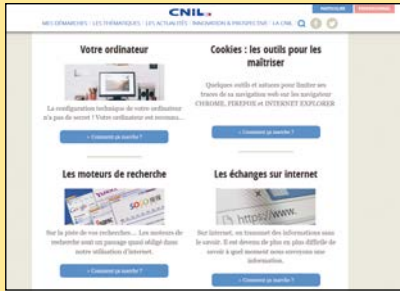 CNIL.
PARTICULIER
MES DÉMARCHES | LES THÉMATIQUES | LES ACTUALITÉS | INNOVATION & PROSPECTIVE | LA CNIL
Votre ordinateur
La configuration technique de votre ordinateur
n'a pas de secret ! Votre ordinateur est reconnu...
» Comment ça marche ?
Cookies : les outils pour les
maîtriser
Quelques outils et astuces pour limiter ses
traces de sa navigation web sur les navigateur
CHROME, FIREFOX et INTERNET EXPLORER
» Comment ça marche ?
Les moteurs de recherche
YAHOO!
SOGO
Sur la piste de vos recherches... Les moteurs de
recherche sont un passage quasi obligé dans
notre utilisation d'internet.
» Comment ça marche ?
Les échanges sur internet
https://www.
Sur internet, on transmet des informations sans
le savoir. Il est devenu de plus en plus difficile de
savoir à quel moment nous envoyons une
information.
» Comment ça marche ?